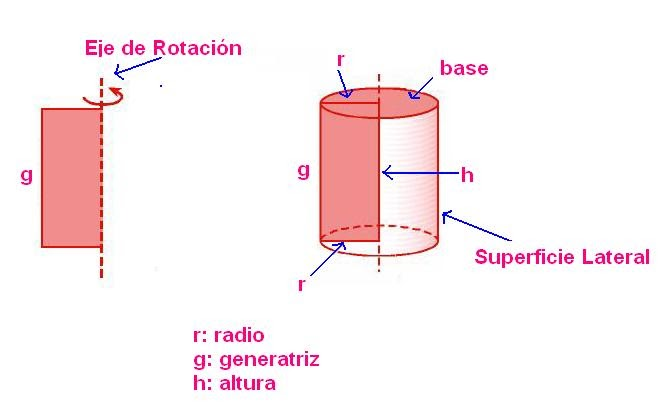 Eje de Rotación
r
base
g
g
h
Superficie Lateral
r
r: radio
g: generatriz
h: altura